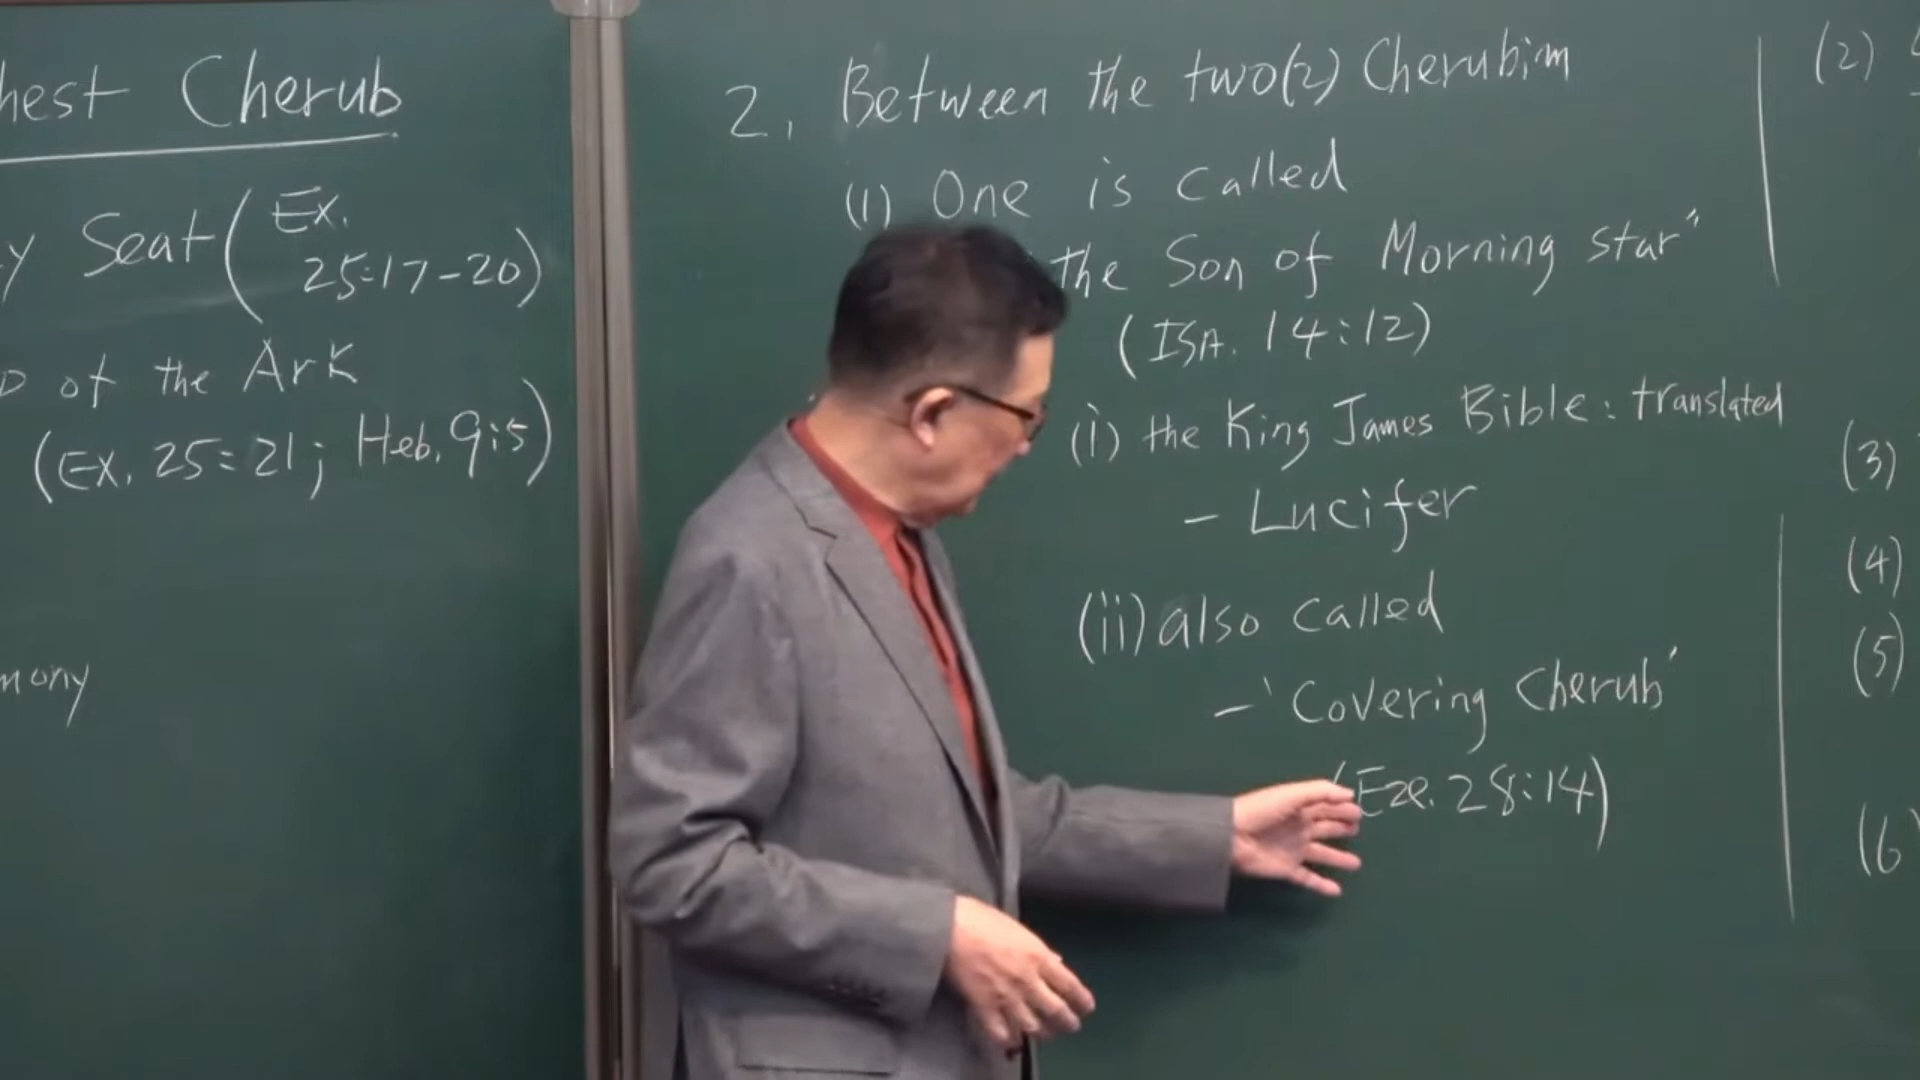 Cherub
Seat (Ex.
25:17-20)
of the Ark
(Ex. 25:21; Heb. 9:5)
2. Between the two(2) Cherubim
(1) One is called
the Son of Morning star"
(ISA. 14:12)
(i) the King James Bible: translated
- Lucifer
(ii) also called
- 'Covering Cherub'
(Eze. 28:14)
(2)
(3)
(4)
(5)
(6)